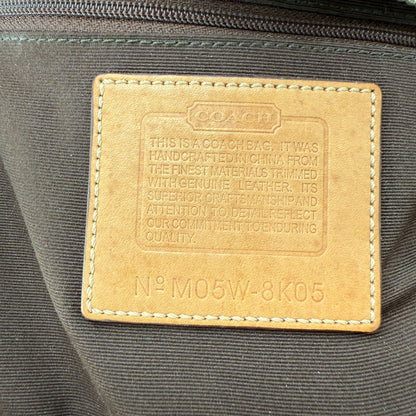 COACH
THIS IS A COACH BAG. IT WAS
HANDCRAFTED IN CHINA FROM
THE FINEST MATERIALS TRIMMED
WITH GENUINE LEATHER. ITS
SUPERIOR CRAFTSMANSHIP AND
ATTENTION TO DETAIL REFLECT
OUR COMMITMENT TO ENDURING
QUALITY.
Nº M05W-8K05